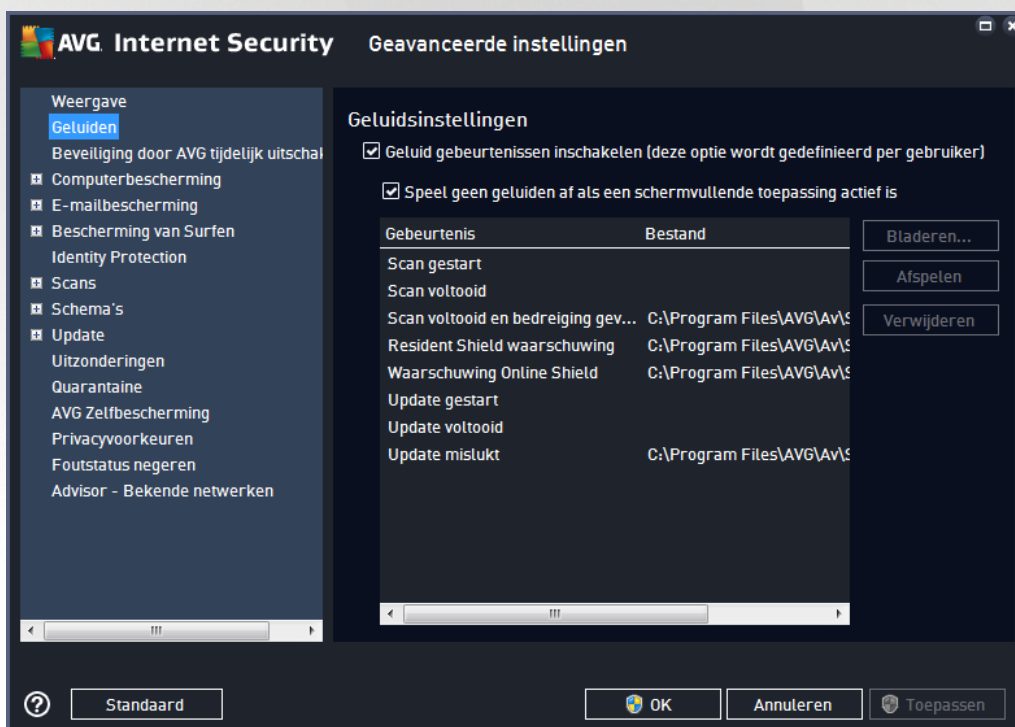 AVG. Internet Security Geavanceerde instellingen
Weergave
Geluiden
Beveiliging door AVG tijdelijk uitschak
Computerbescherming
E-mailbescherming
Bescherming van Surfen
Identity Protection
Scans
Schema's
Update
Uitzonderingen
Quarantaine
AVG Zelfbescherming
Privacyvoorkeuren
Foutstatus negeren
Advisor - Bekende netwerken
Geluidsinstellingen
Geluid gebeurtenissen inschakelen (deze optie wordt gedefinieerd per gebruiker)
Speel geen geluiden af als een schermvullende toepassing actief is
Gebeurtenis Bestand
Scan gestart
Scan voltooid
Scan voltooid en bedreiging gev... C:\Program Files\AVG\Av\S
Resident Shield waarschuwing C:\Program Files\AVG\Av\S
Waarschuwing Online Shield C:\Program Files\AVG\Av\S
Update gestart
Update voltooid
Update mislukt C:\Program Files\AVG\Av\S
Bladeren...
Afspelen
Verwijderen
? Standaard OK Annuleren Toepassen